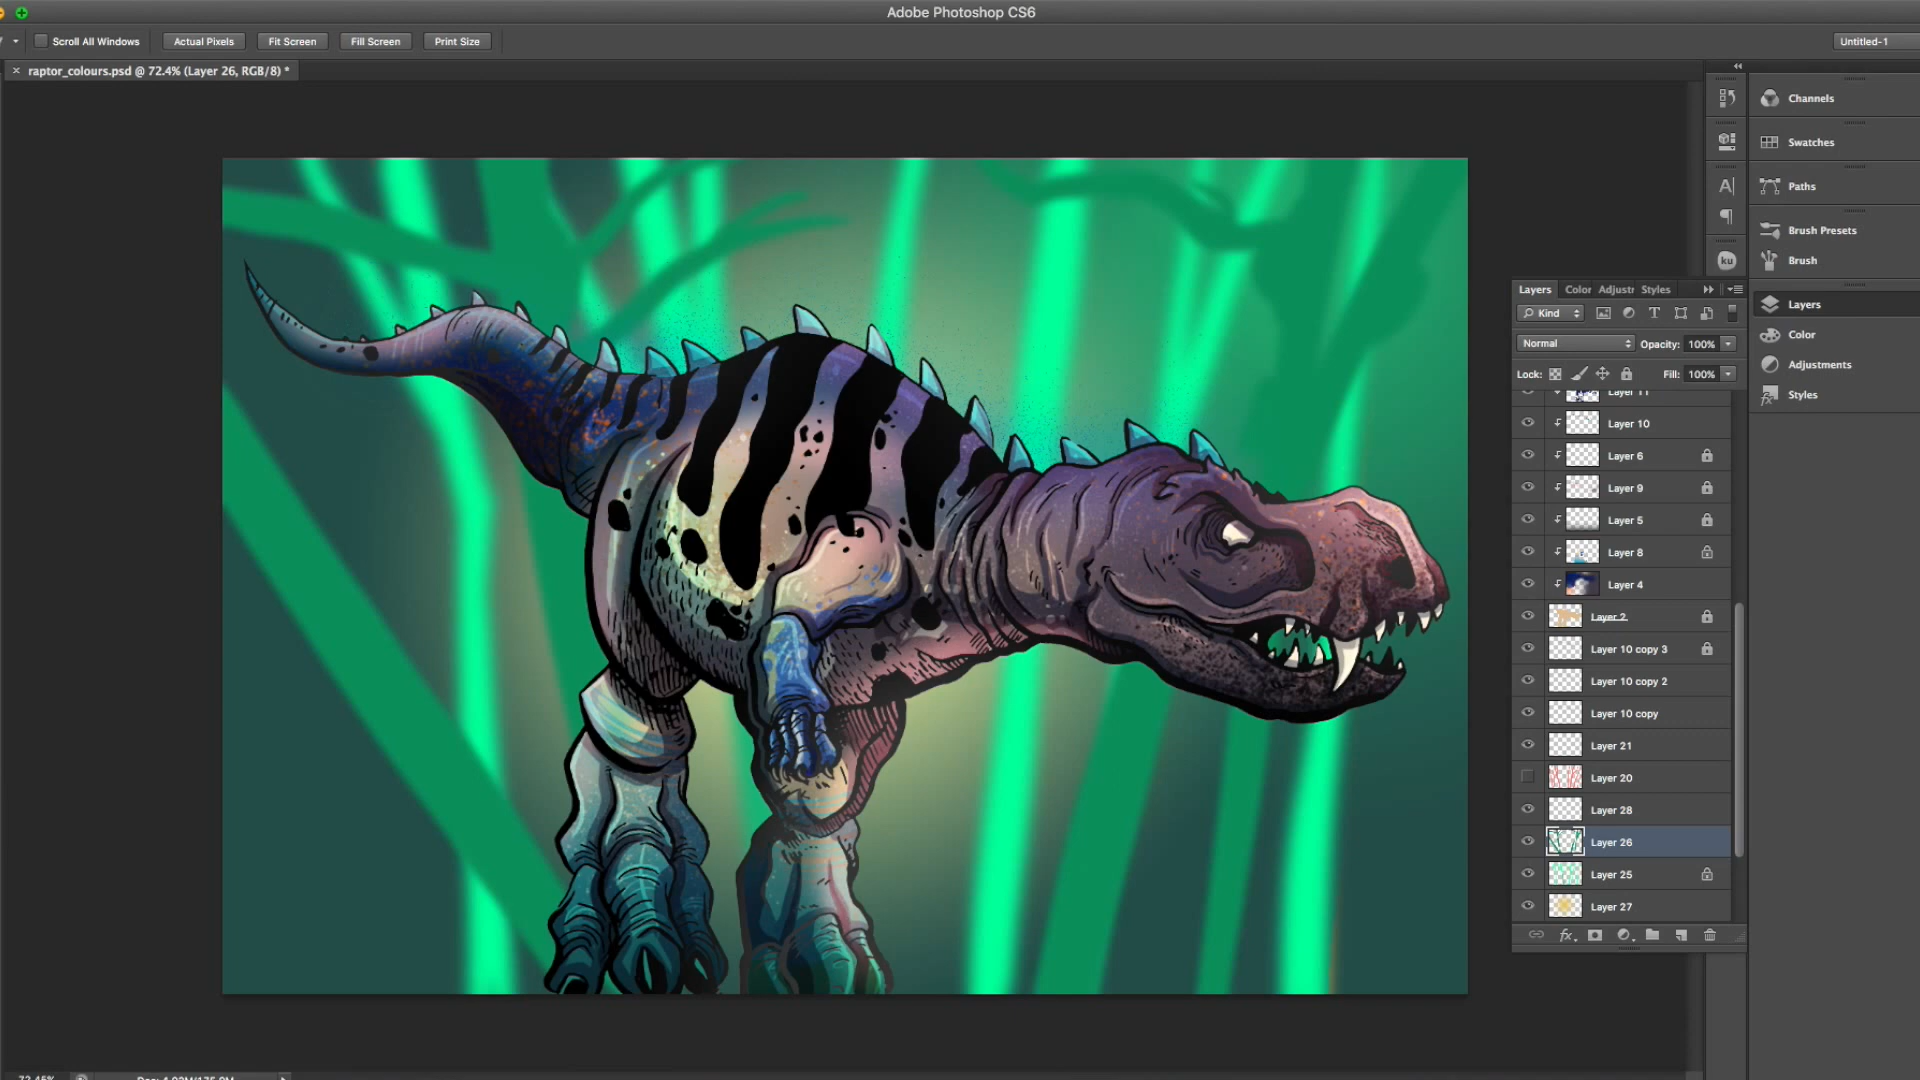 Adobe Photoshop CS6
Scroll All Windows
Actual Pixels
Fit Screen
Fill Screen
Print Size
Untitled-1
raptor_colours.psd @ 72.4% (Layer 26, RGB/8) *
Channels
Swatches
Paths
Brush Presets
Brush
Layers
Color
Adjustments
Styles
ku
Layers Color Adjustr Styles
Kind
Normal
Opacity: 100%
Lock:
Fill: 100%
Layer 11
Layer 10
Layer 6
Layer 9
Layer 5
Layer 8
Layer 4
Layer 2
Layer 10 copy 3
Layer 10 copy 2
Layer 10 copy
Layer 21
Layer 20
Layer 28
Layer 26
Layer 25
Layer 27
fx